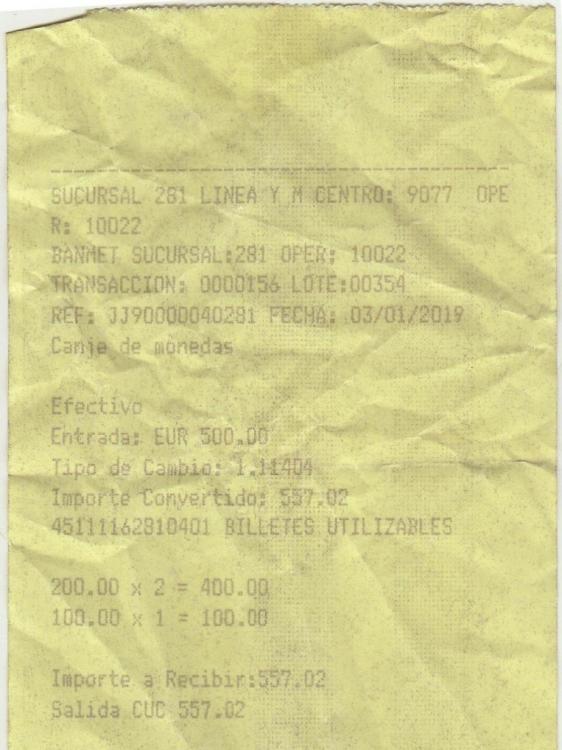 SUCURSAL 281 LINEA Y M CENTRO: 9077 OPE
R: 10022
BANMET SUCURSAL:281 OPER: 10022
TRANSACCION: 0000156 LOTE:00354
REF: JJ90000040281 FECHA: 03/01/2019
Canje de monedas
Efectivo
Entrada: EUR 500.00
Tipo de Cambio: 1.11404
Importe Convertido: 557.02
45111162810401 BILLETES UTILIZABLES
200.00 x 2 = 400.00
100.00 x 1 = 100.00
Importe a Recibir:557.02
Salida CUC 557.02